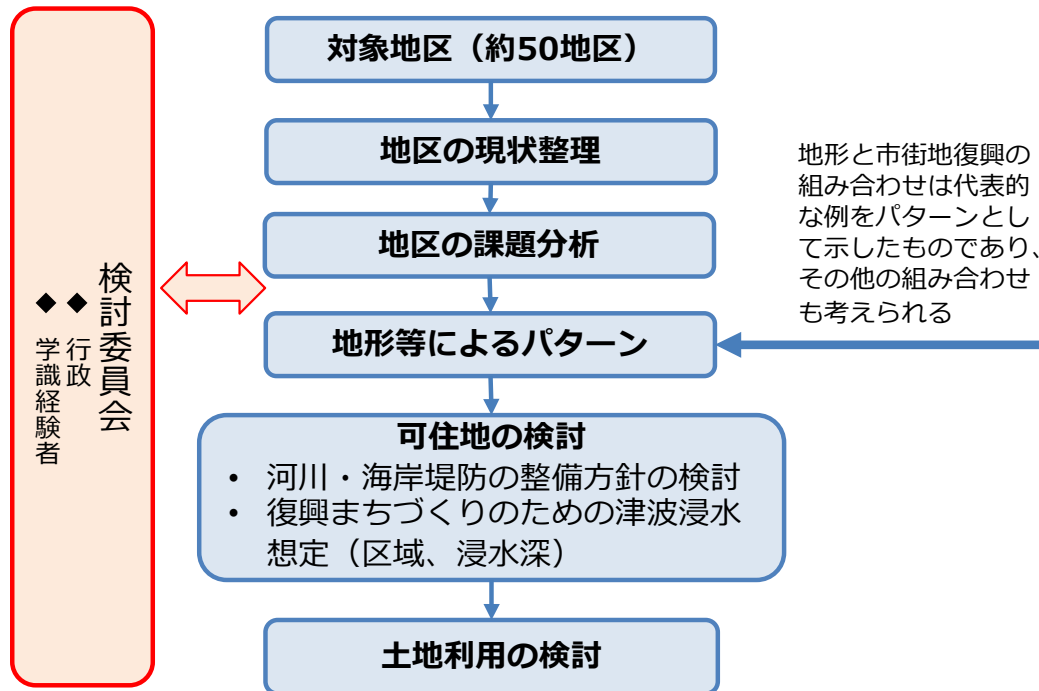 検討委員会
◆ 行政
◆ 学識経験者
対象地区（約50地区）
地区の現状整理
地区の課題分析
地形等によるパターン
可住地の検討
• 河川・海岸堤防の整備方針の検討
• 復興まちづくりのための津波浸水
想定（区域、浸水深）
土地利用の検討
地形と市街地復興の
組み合わせは代表的
な例をパターンとし
て示したものであり、
その他の組み合わせ
も考えられる